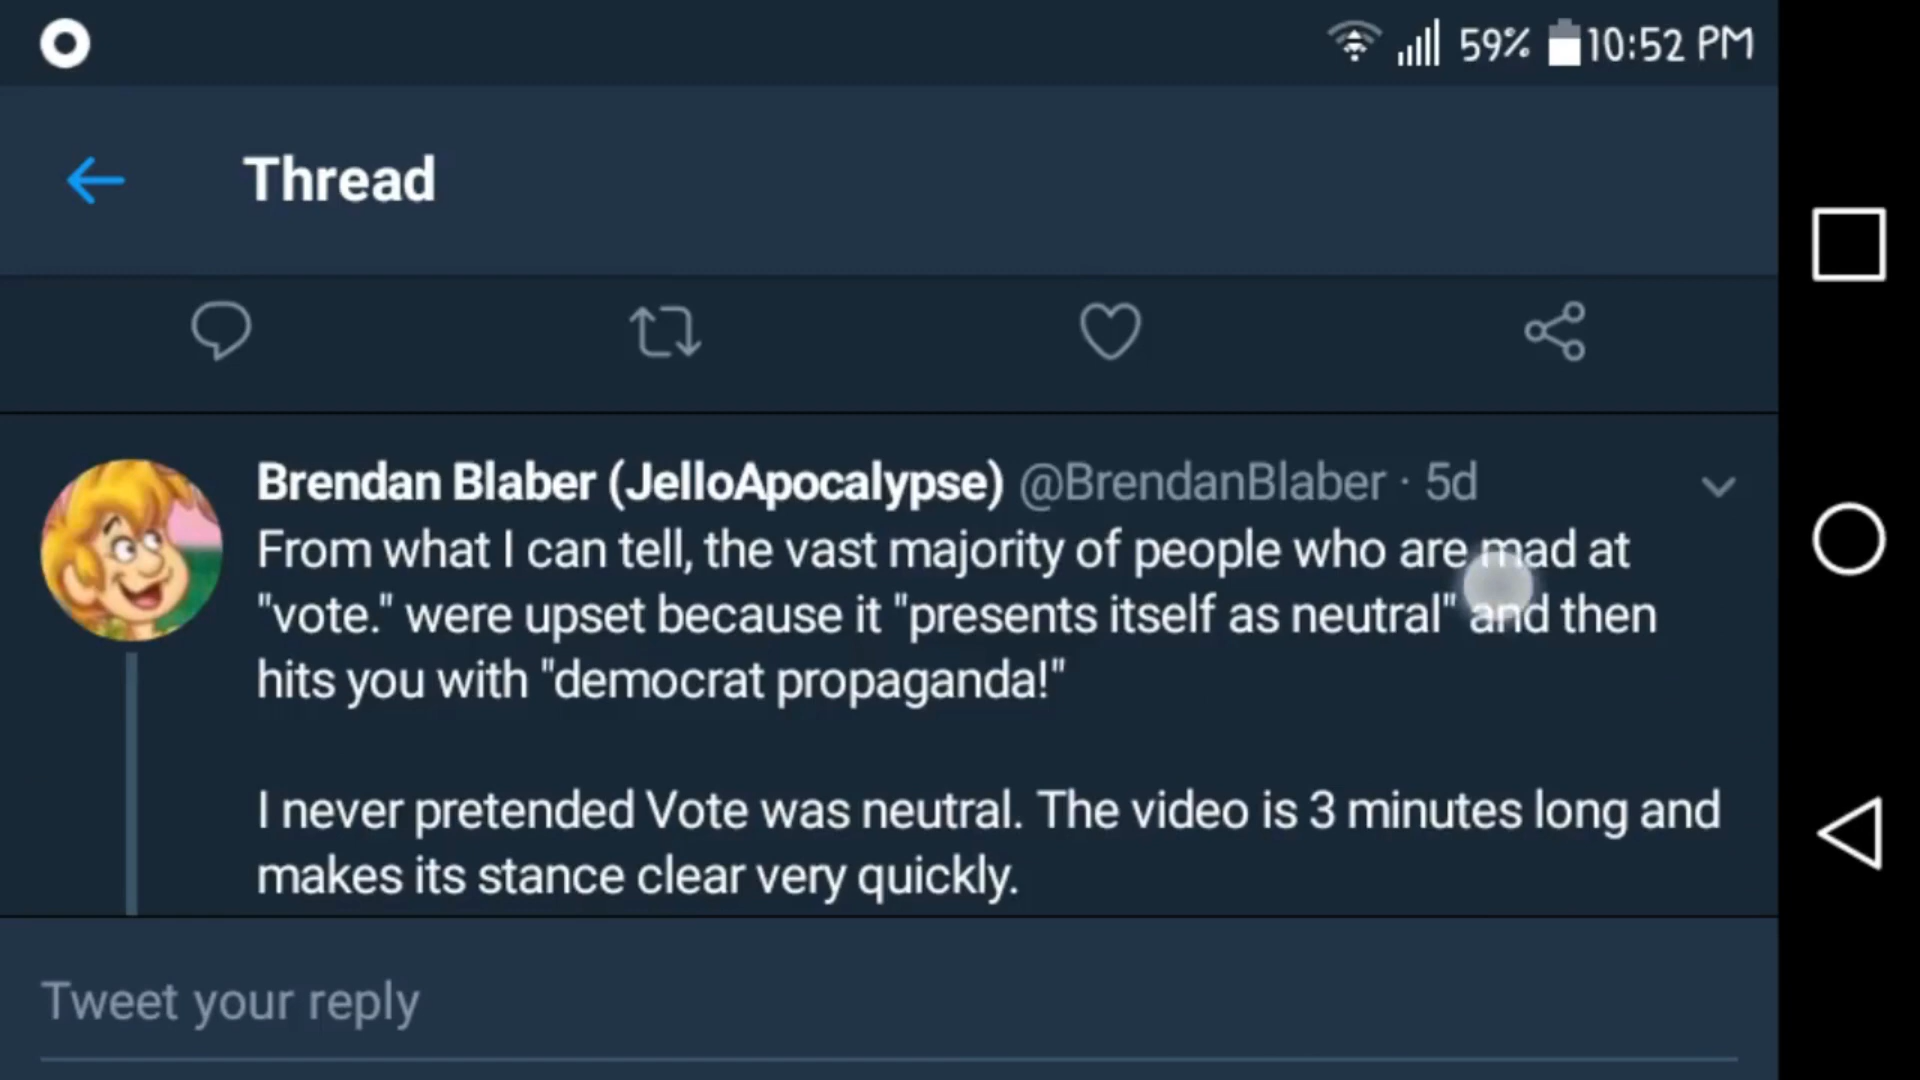 59% 10:52 PM
Thread
Brendan Blaber (JelloApocalypse) @BrendanBlaber · 5d
From what I can tell, the vast majority of people who are mad at
"vote." were upset because it "presents itself as neutral" and then
hits you with "democrat propaganda!"
I never pretended Vote was neutral. The video is 3 minutes long and
makes its stance clear very quickly.
Tweet your reply